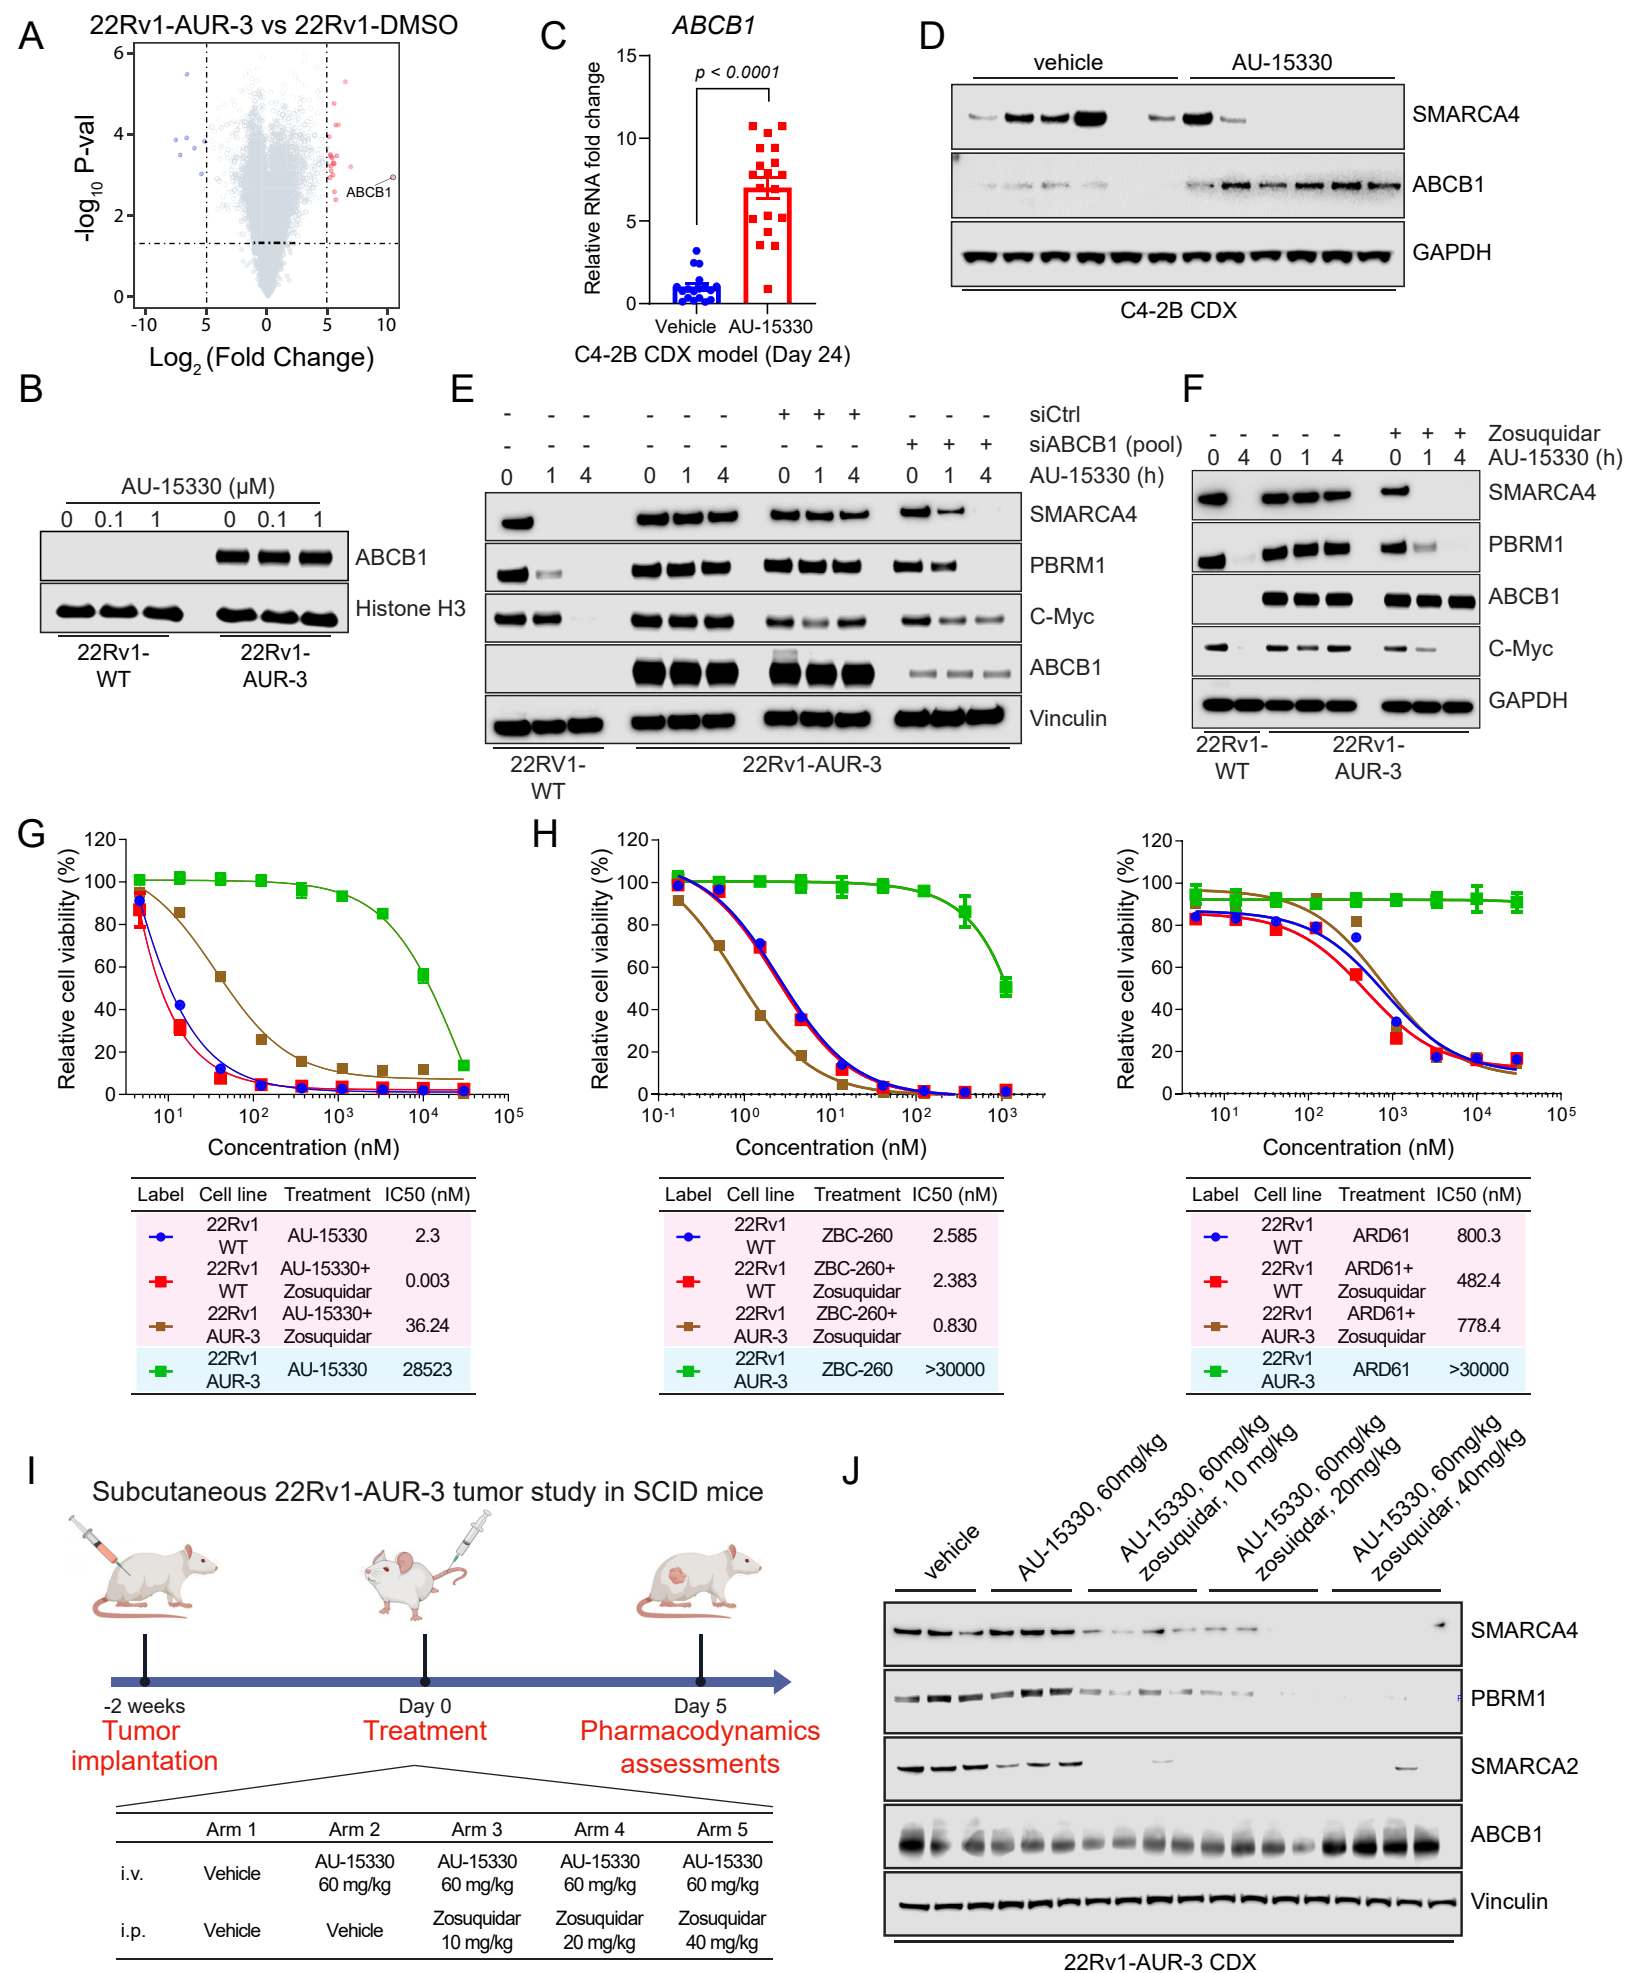 A
22Rv1-AUR-3 vs 22Rv1-DMSO
-log10 P-val
6
4
2
0
ABCB1
-10 5 0 5 10
Log2 (Fold Change)
C
ABCB1
p < 0.0001
Relative RNA fold change
15
10
5
0
Vehicle AU-15330
C4-2B CDX model (Day 24)
D
vehicle AU-15330
SMARCA4
ABCB1
GAPDH
C4-2B CDX
B
AU-15330 (μM)
0 0.1 1 0 0.1 1
ABCB1
Histone H3
22Rv1-
WT
22Rv1-
AUR-3
E
- - - - - - + + + - - - siCtrl
- - - - - - - - - + + + siABCB1 (pool)
0 1 4 0 1 4 0 1 4 0 1 4 AU-15330 (h)
SMARCA4
PBRM1
C-Myc
ABCB1
Vinculin
22RV1-
WT
22Rv1-AUR-3
F
- - - - - + + + Zosuquidar
0 4 0 1 4 0 1 4 AU-15330 (h)
SMARCA4
PBRM1
ABCB1
C-Myc
GAPDH
22Rv1-
WT
22Rv1-
AUR-3
G
Relative cell viability (%)
120
100
80
60
40
20
0
10^1 10^2 10^3 10^4 10^5
Concentration (nM)
Label Cell line Treatment IC50 (nM)
22Rv1
WT AU-15330 2.3
22Rv1 AU-15330+
WT Zosuquidar 0.003
22Rv1 AU-15330+
AUR-3 Zosuquidar 36.24
22Rv1
AUR-3 AU-15330 28523
H
Relative cell viability (%)
120
100
80
60
40
20
0
10^-1 10^0 10^1 10^2 10^3
Concentration (nM)
Label Cell line Treatment IC50 (nM)
22Rv1
WT ZBC-260 2.585
22Rv1 ZBC-260+
WT Zosuquidar 2.383
22Rv1 ZBC-260+
AUR-3 Zosuquidar 0.830
22Rv1
AUR-3 ZBC-260 >30000
Relative cell viability (%)
120
100
80
60
40
20
0
10^1 10^2 10^3 10^4 10^5
Concentration (nM)
Label Cell line Treatment IC50 (nM)
22Rv1
WT ARD61 800.3
22Rv1 ARD61+
WT Zosuquidar 482.4
22Rv1 ARD61+
AUR-3 Zosuquidar 778.4
22Rv1
AUR-3 ARD61 >30000
I
Subcutaneous 22Rv1-AUR-3 tumor study in SCID mice
-2 weeks Day 0 Day 5
Tumor
implantation
Treatment
Pharmacodynamics
assessments
Arm 1 Arm 2 Arm 3 Arm 4 Arm 5
i.v. Vehicle AU-15330 AU-15330 AU-15330 AU-15330
60 mg/kg 60 mg/kg 60 mg/kg 60 mg/kg
i.p. Vehicle Vehicle Zosuquidar Zosuquidar Zosuquidar
10 mg/kg 20 mg/kg 40 mg/kg
J
vehicle
AU-15330, 60mg/kg
AU-15330, 60mg/kg
zosuquidar, 10 mg/kg
AU-15330, 60mg/kg
zosuiqdar, 20mg/kg
AU-15330, 60mg/kg
zosuquidar, 40mg/kg
SMARCA4
PBRM1
SMARCA2
ABCB1
Vinculin
22Rv1-AUR-3 CDX